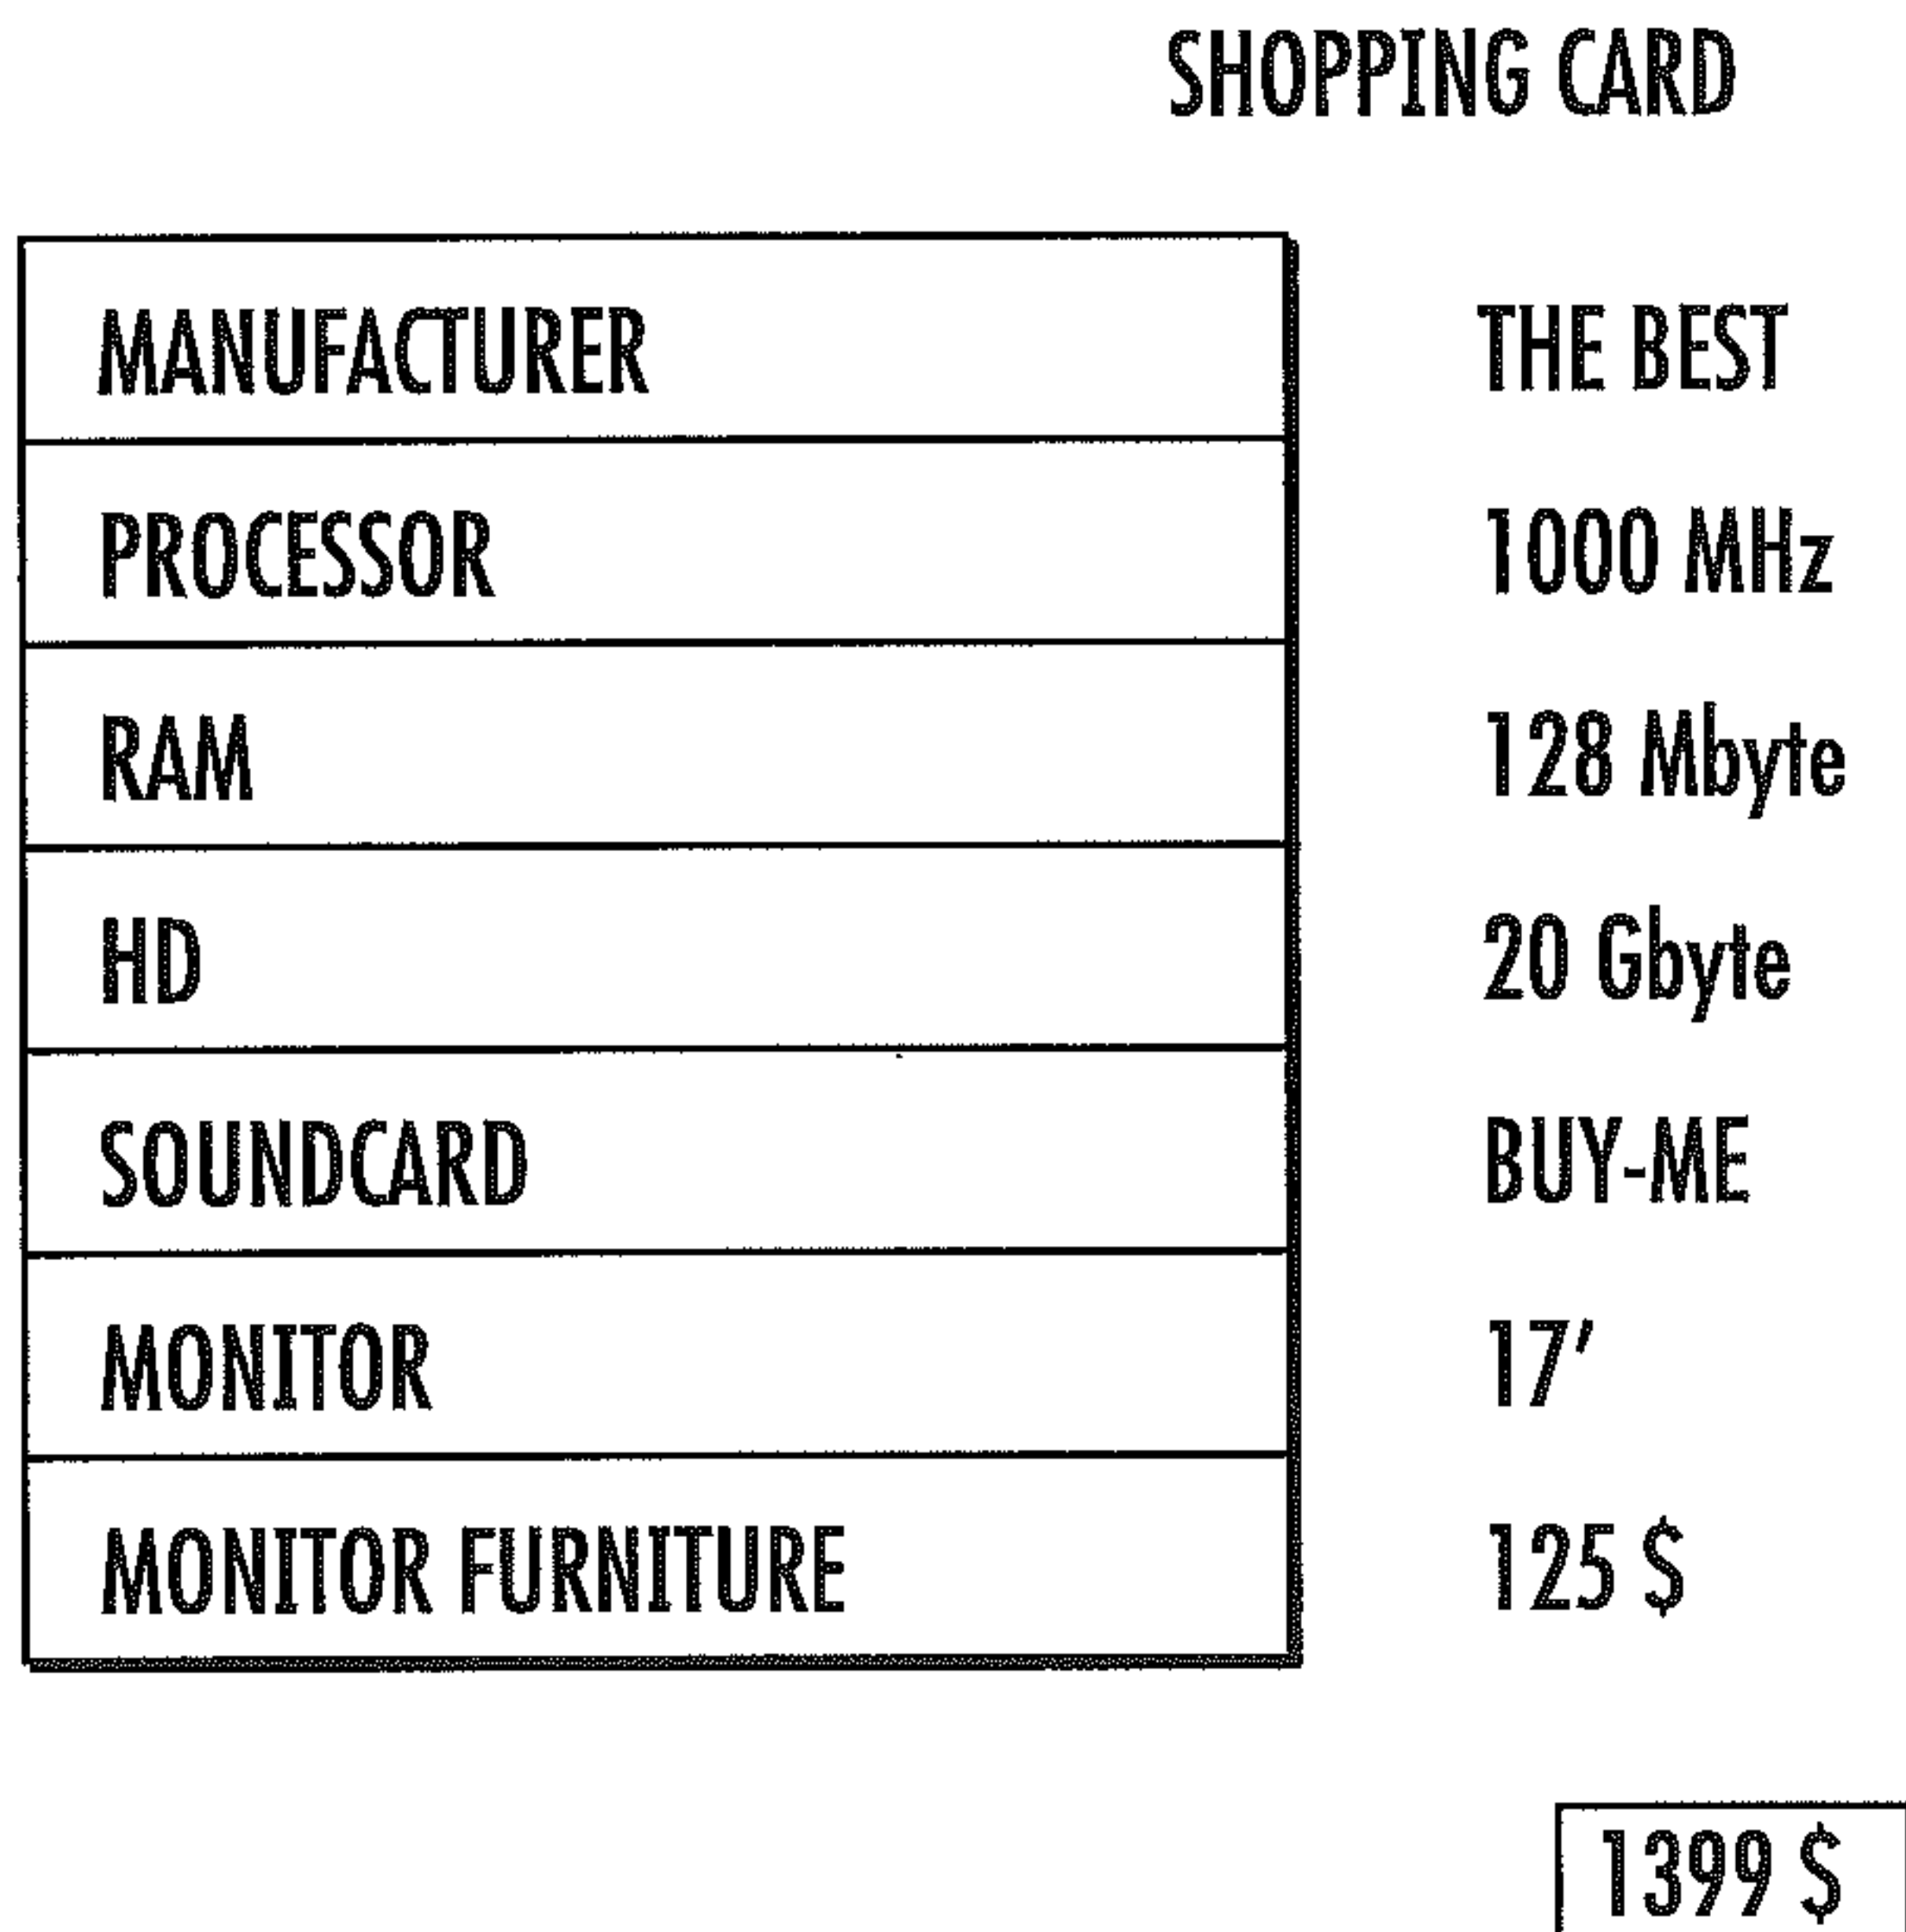 SHOPPING CARD
MANUFACTURER THE BEST
PROCESSOR 1000 MHz
RAM 128 Mbyte
HD 20 Gbyte
SOUNDCARD BUY-ME
MONITOR 17'
MONITOR FURNITURE 125 $
1399 $